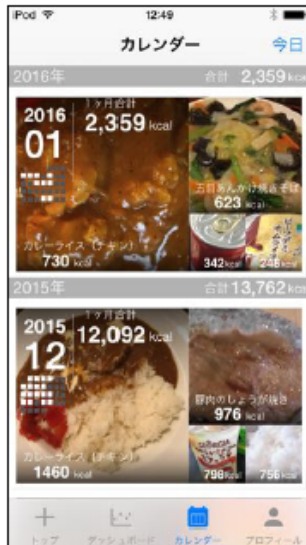 iPod 12:49
カレンダー 今日
2016年 合計 2,359 kcal
2016
01
1ヶ月合計
2,359 kcal
カレーライス（チキン）
730 kcal
五目あんかけ焼きそば
623 kcal
342 kcal
248 kcal
2015年 合計 13,762 kcal
2015
12
1ヶ月合計
12,092 kcal
カレーライス（チキン）
1460 kcal
豚肉のしょうが焼き
976 kcal
798 kcal
756 kcal
トップ ダッシュボード カレンダー プロフィール